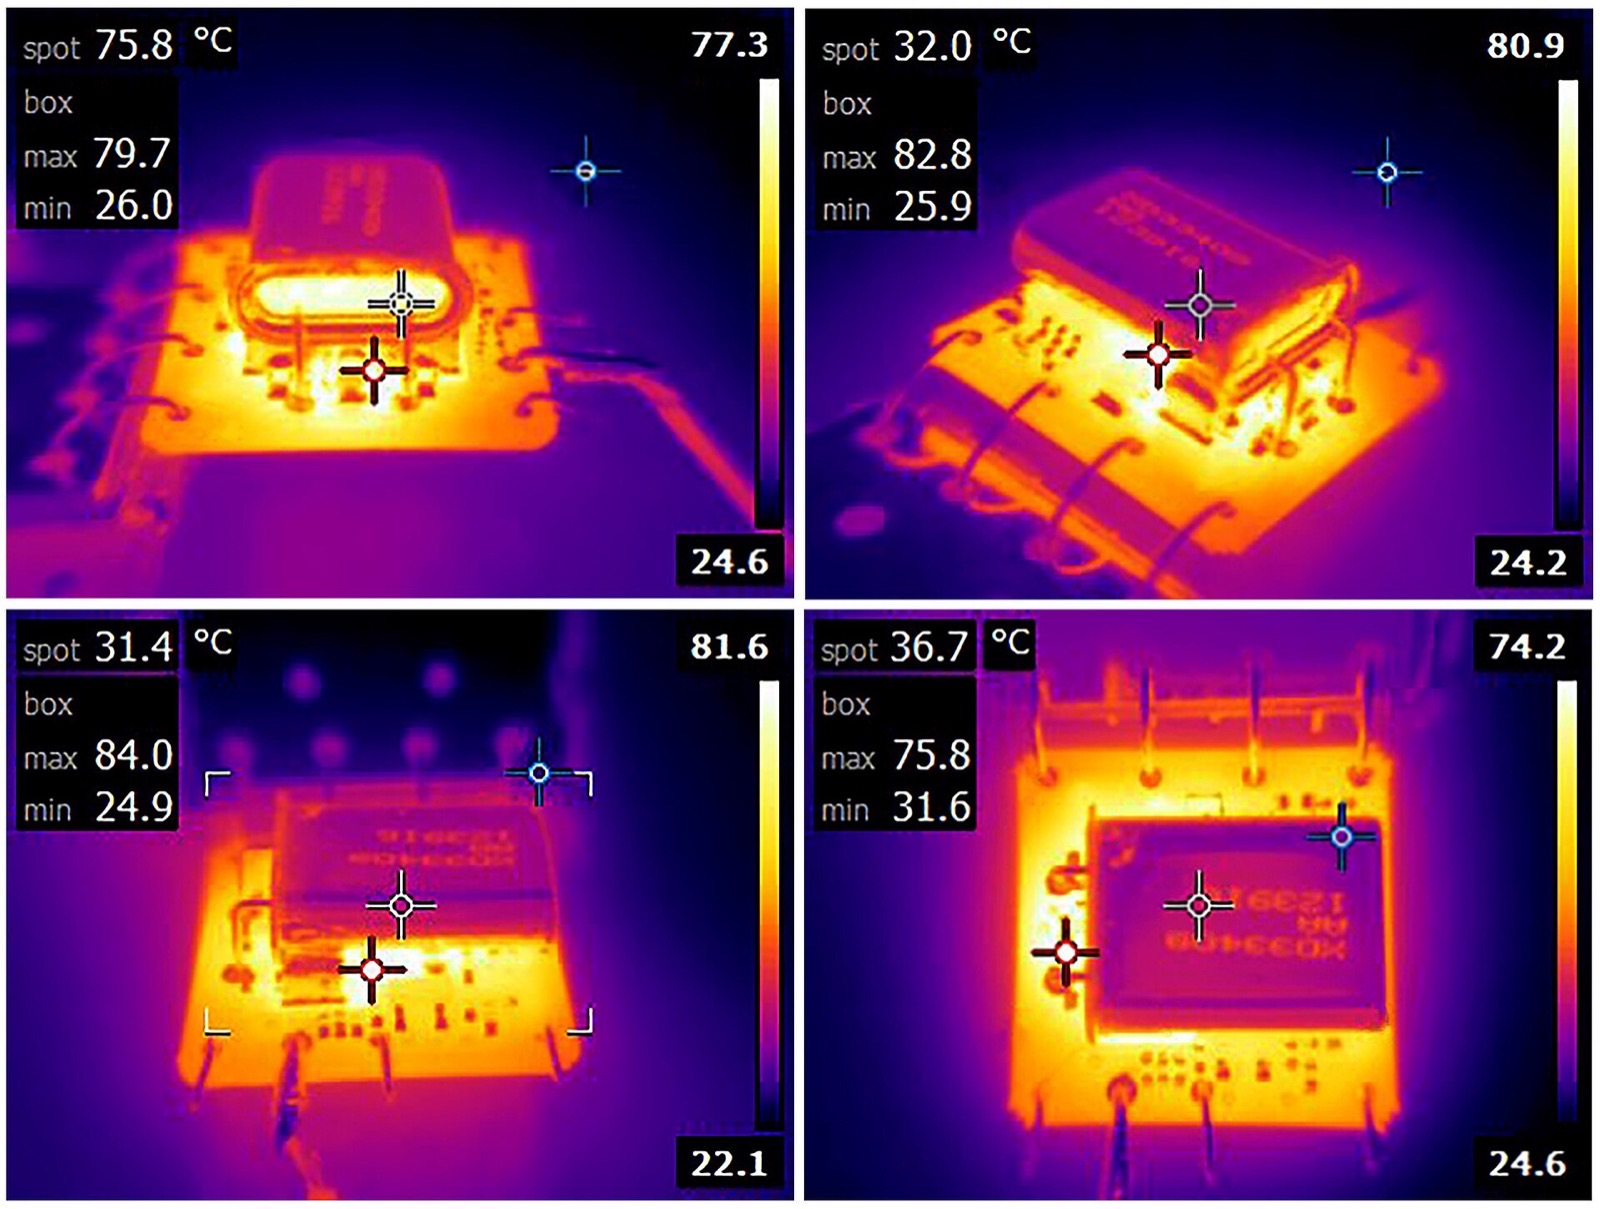 spot 75.8 °C
77.3
box
max 79.7
min 26.0
24.6
spot 32.0 °C
80.9
box
max 82.8
min 25.9
24.2
spot 31.4 °C
81.6
box
max 84.0
min 24.9
22.1
spot 36.7 °C
74.2
box
max 75.8
min 31.6
24.6